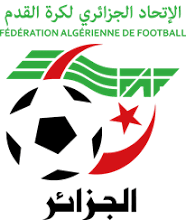 الإتحاد الجزائري لكرة القدم
FÉDÉRATION ALGÉRIENNE DE FOOTBALL
FAF
الجزائر